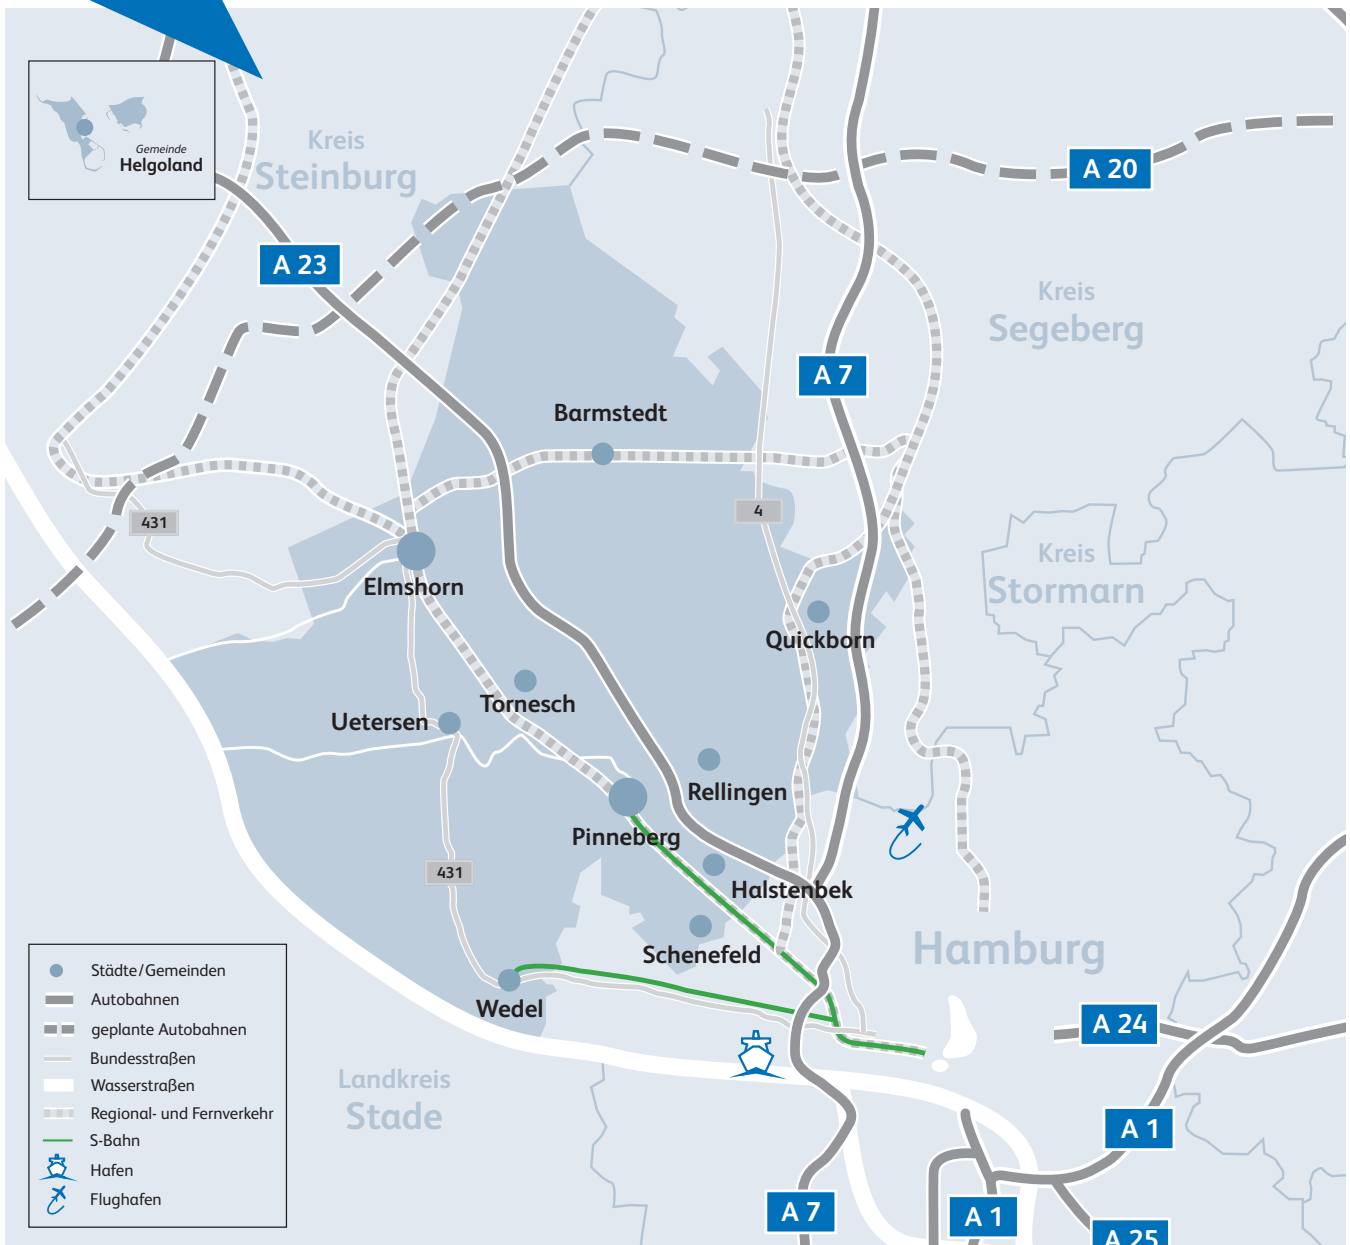 Gemeinde
Helgoland
Kreis
Steinburg
A 20
A 23
Kreis
Segeberg
A 7
Barmstedt
4
431
Elmshorn
Kreis
Stormarn
Quickborn
Tornesch
Uetersen
Rellingen
Pinneberg
431
Halstenbek
Schenefeld
Hamburg
Wedel
A 24
Landkreis
Stade
A 1
A 7
A 1
A 25
Städte/Gemeinden
Autobahnen
geplante Autobahnen
Bundesstraßen
Wasserstraßen
Regional- und Fernverkehr
S-Bahn
Hafen
Flughafen